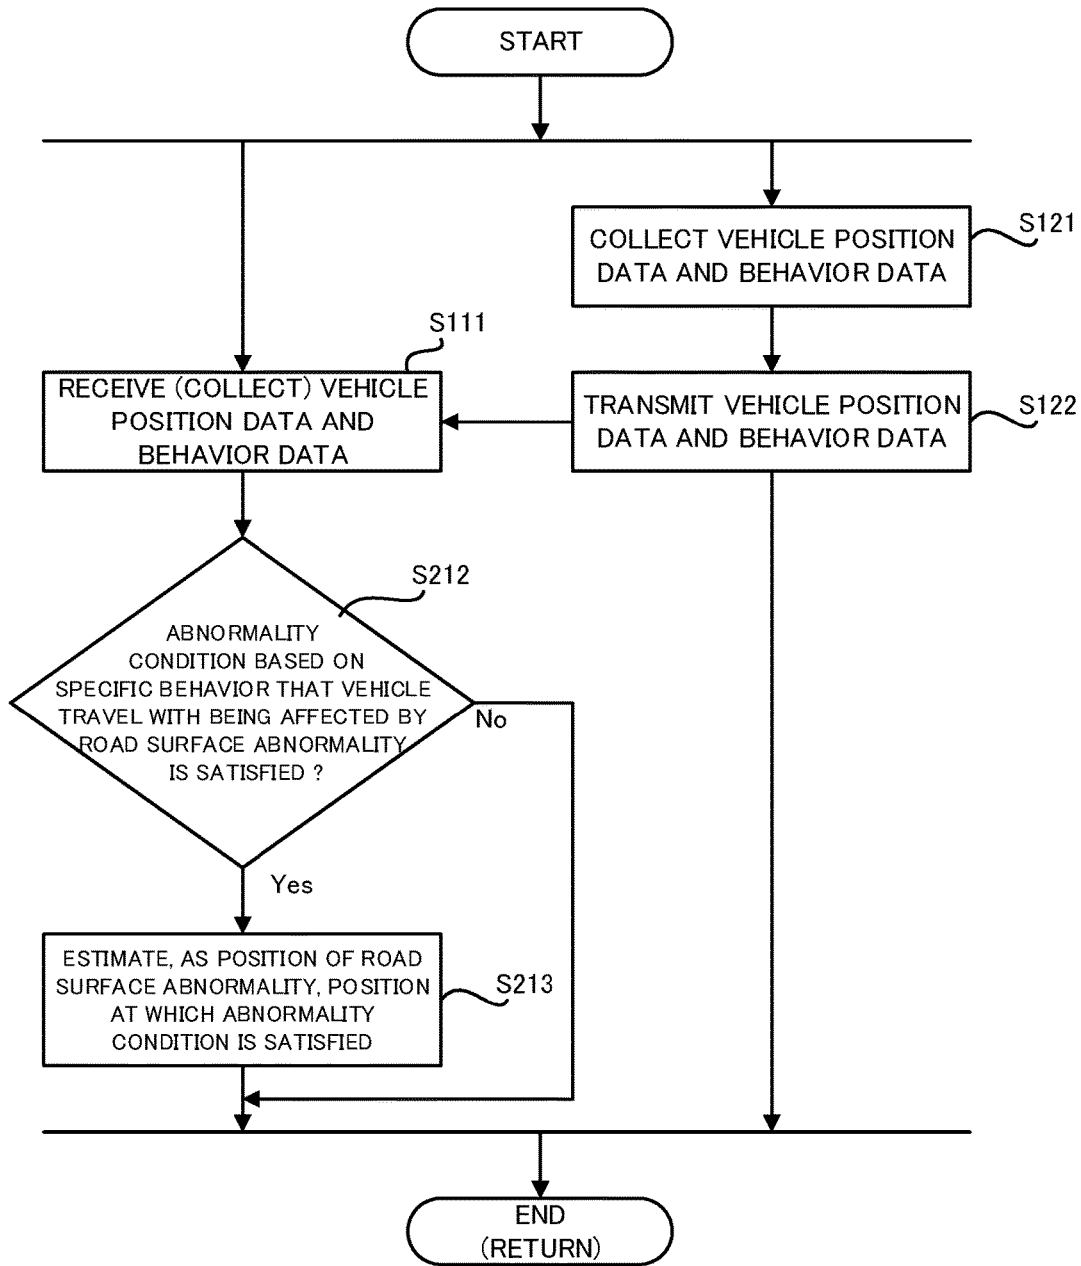 START
S121
COLLECT VEHICLE POSITION
DATA AND BEHAVIOR DATA
S111
RECEIVE (COLLECT) VEHICLE
POSITION DATA AND
BEHAVIOR DATA
TRANSMIT VEHICLE POSITION
DATA AND BEHAVIOR DATA
S122
S212
ABNORMALITY
CONDITION BASED ON
SPECIFIC BEHAVIOR THAT VEHICLE
TRAVEL WITH BEING AFFECTED BY
ROAD SURFACE ABNORMALITY
IS SATISFIED ?
No
Yes
ESTIMATE, AS POSITION OF ROAD
SURFACE ABNORMALITY, POSITION
AT WHICH ABNORMALITY
CONDITION IS SATISFIED
S213
END
(RETURN)